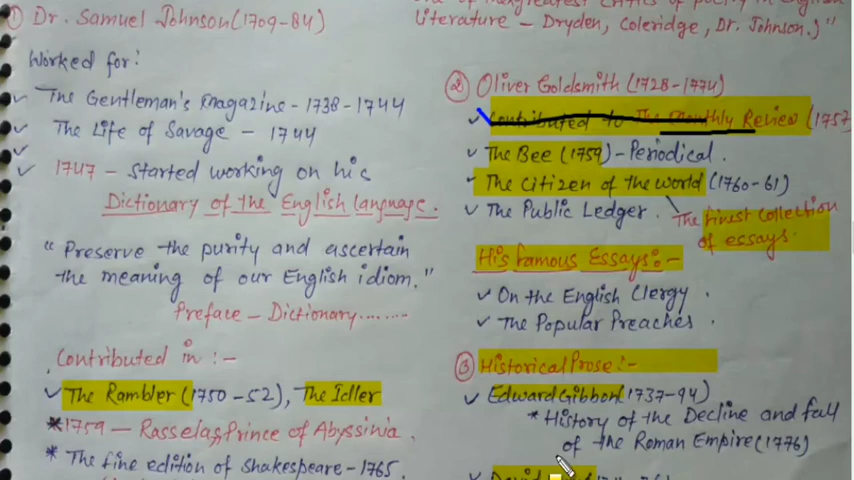 ① Dr. Samuel Johnson (1709-84)
Worked for:
✓ The Gentleman's Magazine - 1738-1744
✓ The Life of Savage - 1744
✓
✓ 1747 - Started working on his
Dictionary of the English language.
"Preserve the purity and ascertain
the meaning of our English idiom."
Preface - Dictionary.......
Contributed in :-
✓ The Rambler (1750-52), The Idler
*1759 - Rasselas, Prince of Abyssinia.
* The fine edition of Shakespeare - 1765.
critics of poetry in English
literature - Dryden, Coleridge, Dr. Johnson.}"
② Oliver Goldsmith (1728-1774)
✓ Contributed to The Monthly Review (1757
✓ The Bee (1759) - Periodical.
✓ The Citizen of the world (1760-61)
✓ The Public Ledger.
The finest collection
of essays.
His famous Essays:-
✓ On the English Clergy.
✓ The Popular Preaches.
③ Historical Prose:-
✓ Edward Gibbon (1737-94)
*History of the Decline and fall
of the Roman Empire (1776)